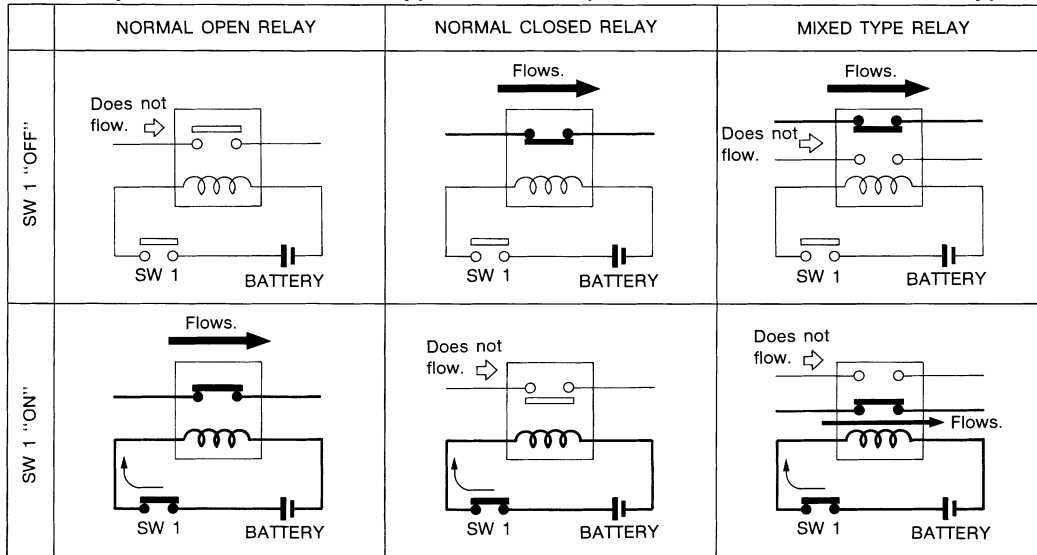 NORMAL OPEN RELAY
NORMAL CLOSED RELAY
MIXED TYPE RELAY
SW 1 "OFF"
Does not
flow.
SW 1
BATTERY
Flows.
SW 1
BATTERY
Flows.
Does not
flow.
SW 1
BATTERY
SW 1 "ON"
Flows.
SW 1
BATTERY
Does not
flow.
SW 1
BATTERY
Does not
flow.
Flows.
SW 1
BATTERY